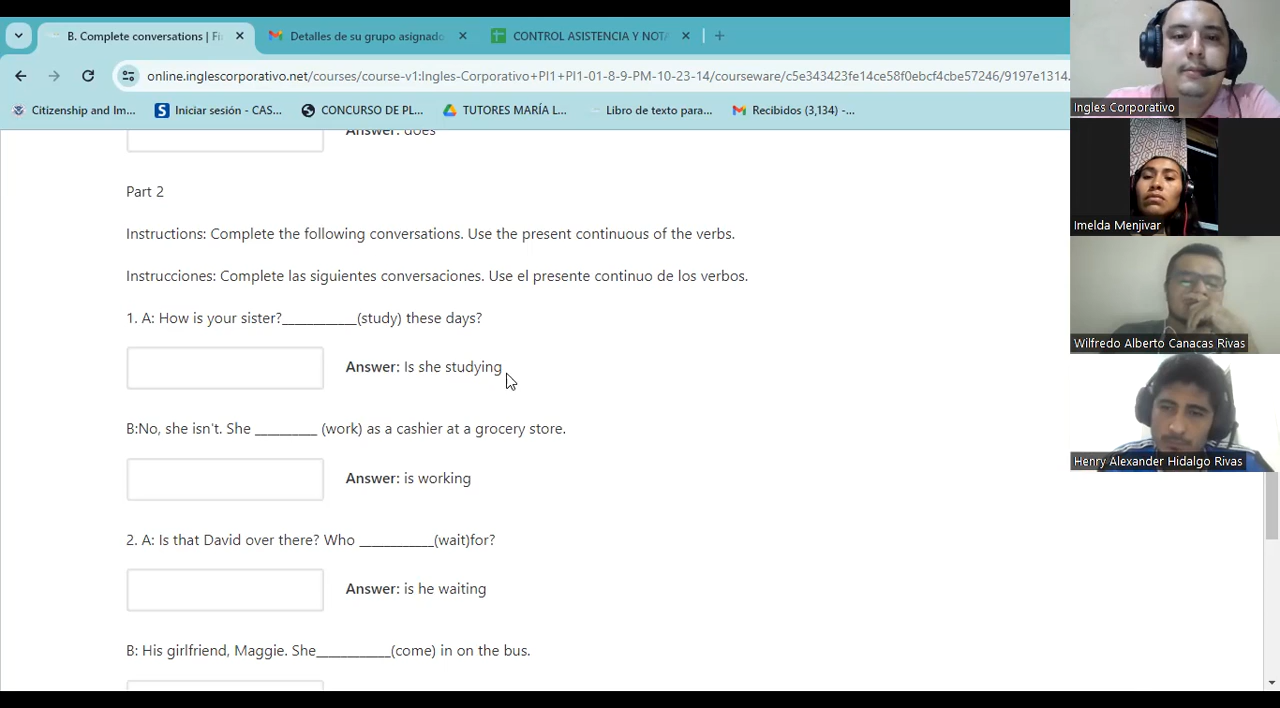 B. Complete conversations | Fi
Detalles de su grupo asignado
CONTROL ASISTENCIA Y NOT
online.inglescorporativo.net/courses/course-v1:Ingles-Corporativo+PI1+PI1-01-8-9-PM-10-23-14/courseware/c5e343423fe14ce58f0ebcf4cbe57246/9197e1314.
Citizenship and Im...
Iniciar sesión - CAS...
CONCURSO DE PL...
TUTORES MARÍA L...
Libro de texto para...
Recibidos (3,134) -...
Answer: does
Part 2
Instructions: Complete the following conversations. Use the present continuous of the verbs.
Instrucciones: Complete las siguientes conversaciones. Use el presente continuo de los verbos.
1. A: How is your sister?____________(study) these days?
Answer: Is she studying
B:No, she isn't. She __________ (work) as a cashier at a grocery store.
Answer: is working
2. A: Is that David over there? Who ____________(wait)for?
Answer: is he waiting
B: His girlfriend, Maggie. She____________(come) in on the bus.
Ingles Corporativo
Imelda Menjivar
Wilfredo Alberto Canacas Rivas
Henry Alexander Hidalgo Rivas